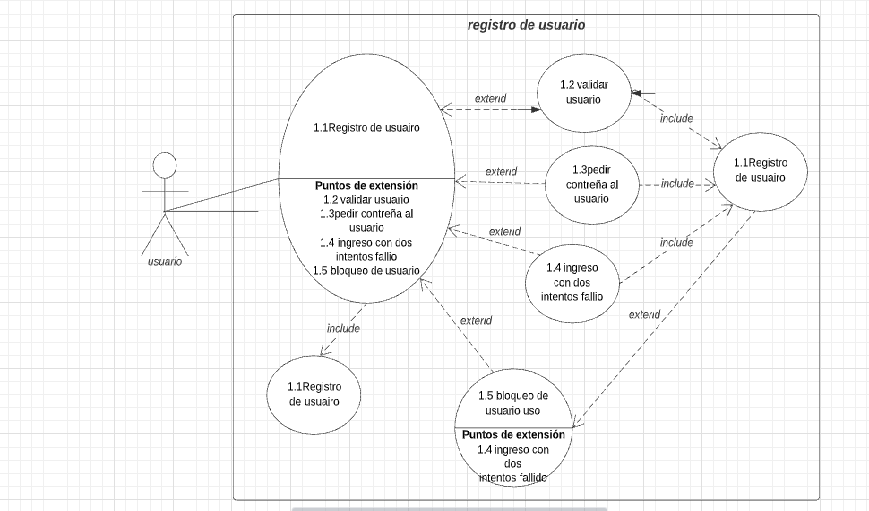 registro de usuario
1.1Registro de usuairo
Puntos de extensión
1.2 validar usuario
1.3pedir contreña al
usuario
1.4 ingreso con dos
intentos fallio
1.5 bloqueo de usuario
usuario
extend
1.2 validar
usuario
include
extend
1.3pedir
contreña al
usuario
include
1.1Registro
de usuairo
extend
1.4 ingreso
con dos
intentos fallio
include
include
1.1Registro
de usuairo
extend
extend
1.5 bloqueo de
usuario uso
Puntos de extensión
1.4 ingreso con
dos
intentos fallido